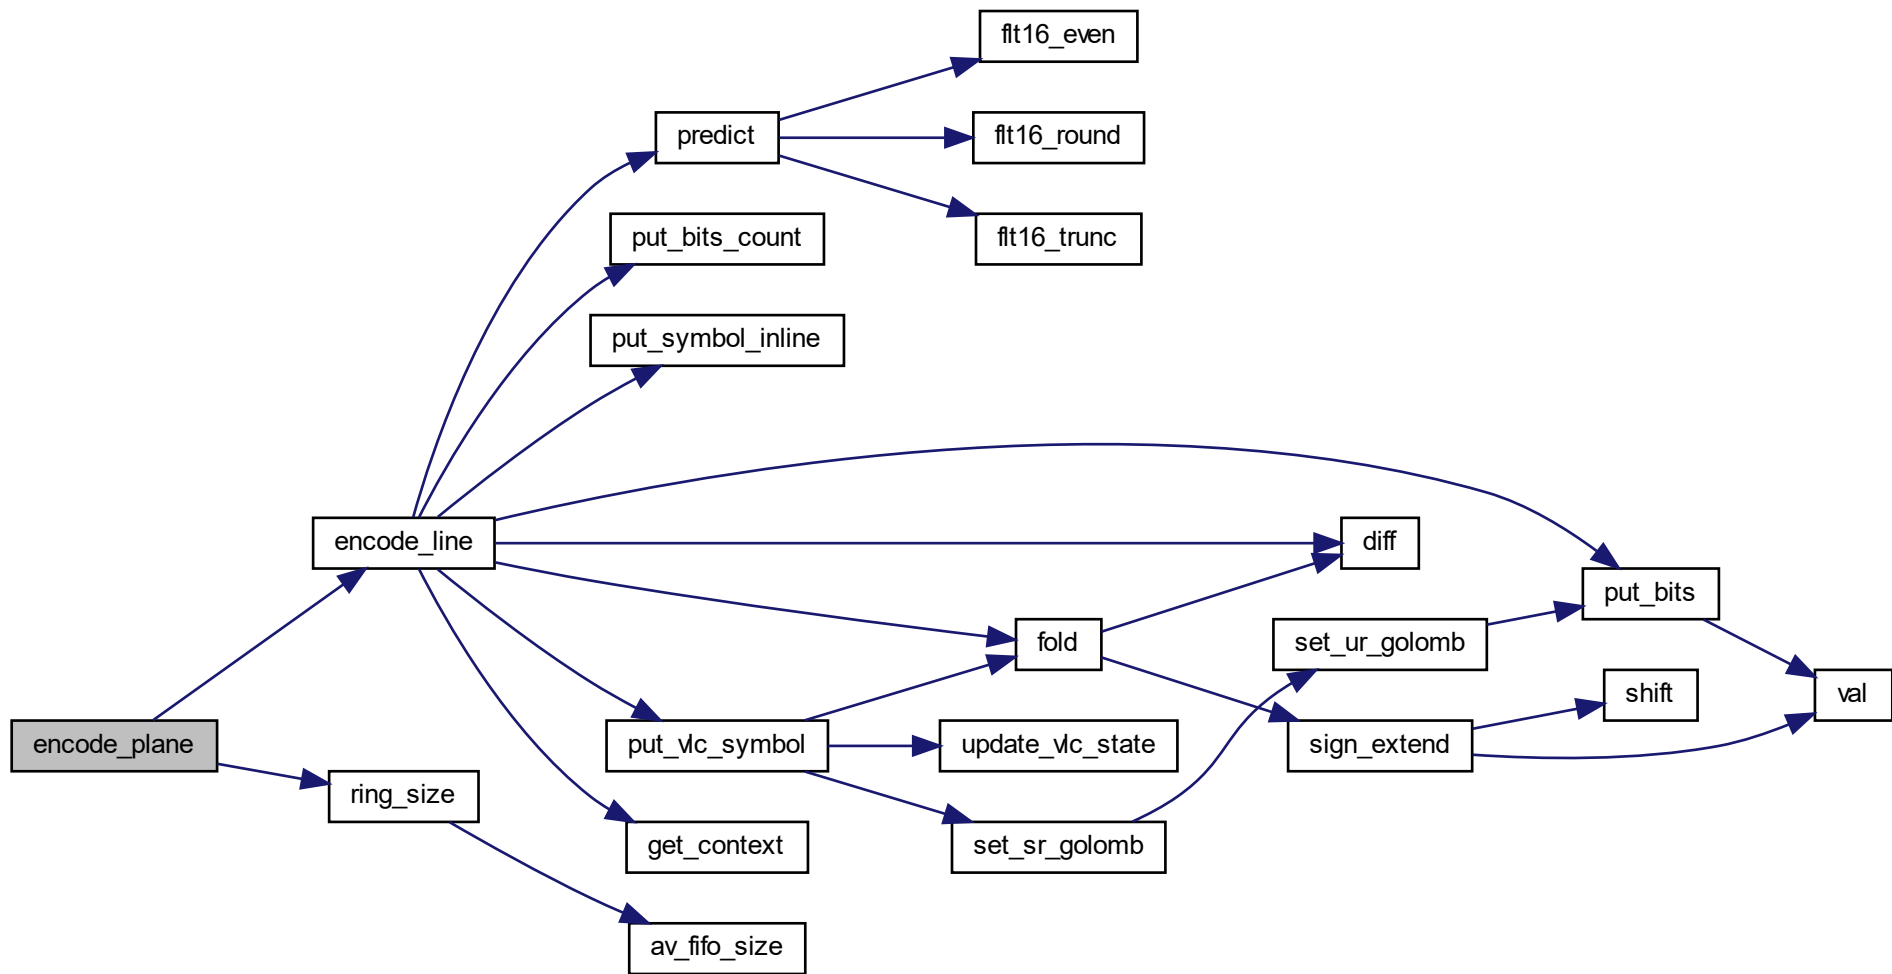 flt16_even
predict
flt16_round
put_bits_count
flt16_trunc
put_symbol_inline
encode_line
diff
put_bits
fold
set_ur_golomb
shift
val
encode_plane
put_vlc_symbol
update_vlc_state
sign_extend
ring_size
get_context
set_sr_golomb
av_fifo_size